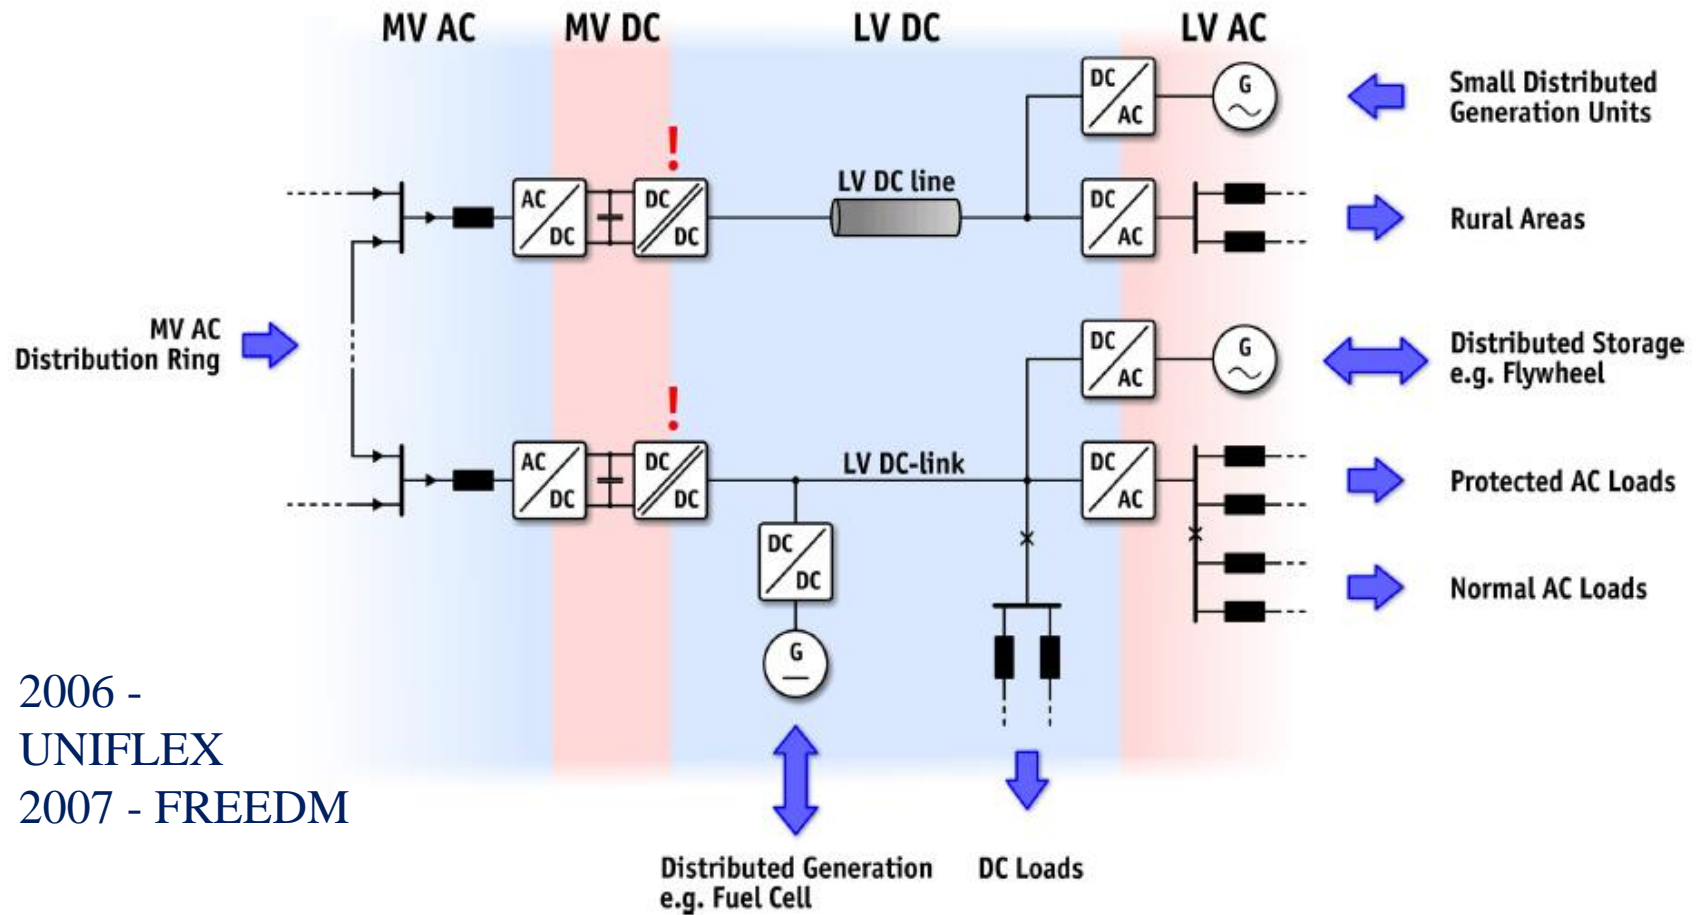 MV AC
MV DC
LV DC
LV AC
DC
AC
G
Small Distributed
Generation Units
!
AC
DC
DC
DC
LV DC line
DC
AC
Rural Areas
MV AC
Distribution Ring
DC
AC
G
Distributed Storage
e.g. Flywheel
!
AC
DC
DC
DC
LV DC-link
DC
AC
Protected AC Loads
DC
DC
Normal AC Loads
G
2006 -
UNIFLEX
2007 - FREEDM
Distributed Generation
e.g. Fuel Cell
DC Loads